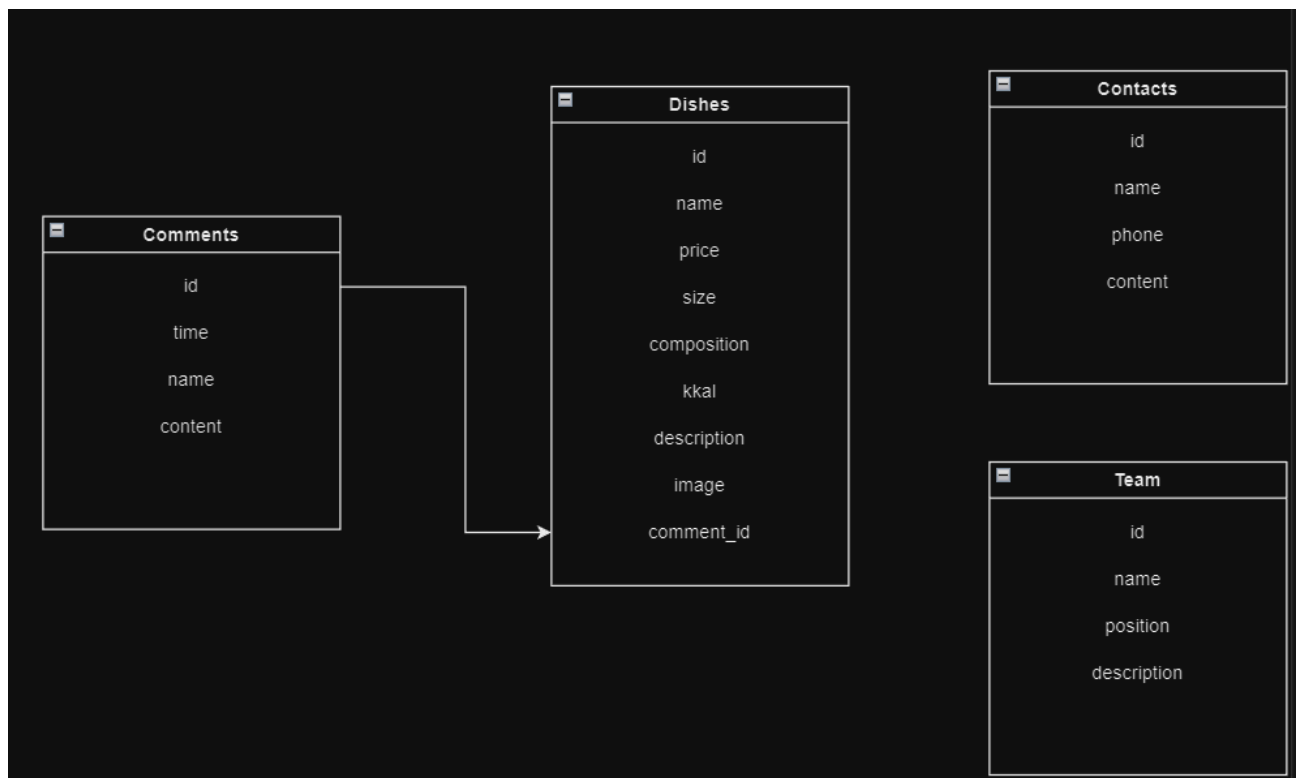 Comments
id
time
name
content
Dishes
id
name
price
size
composition
kkal
description
image
comment_id
Contacts
id
name
phone
content
Team
id
name
position
description